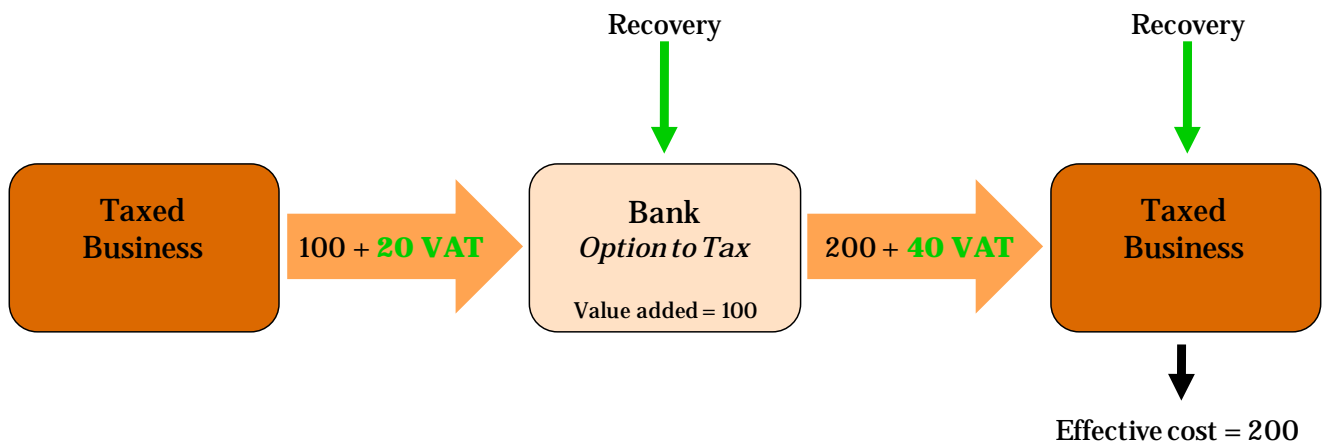 Recovery
Recovery
Taxed
Business
100 + 20 VAT
Bank
Option to Tax
Value added = 100
200 + 40 VAT
Taxed
Business
Effective cost = 200